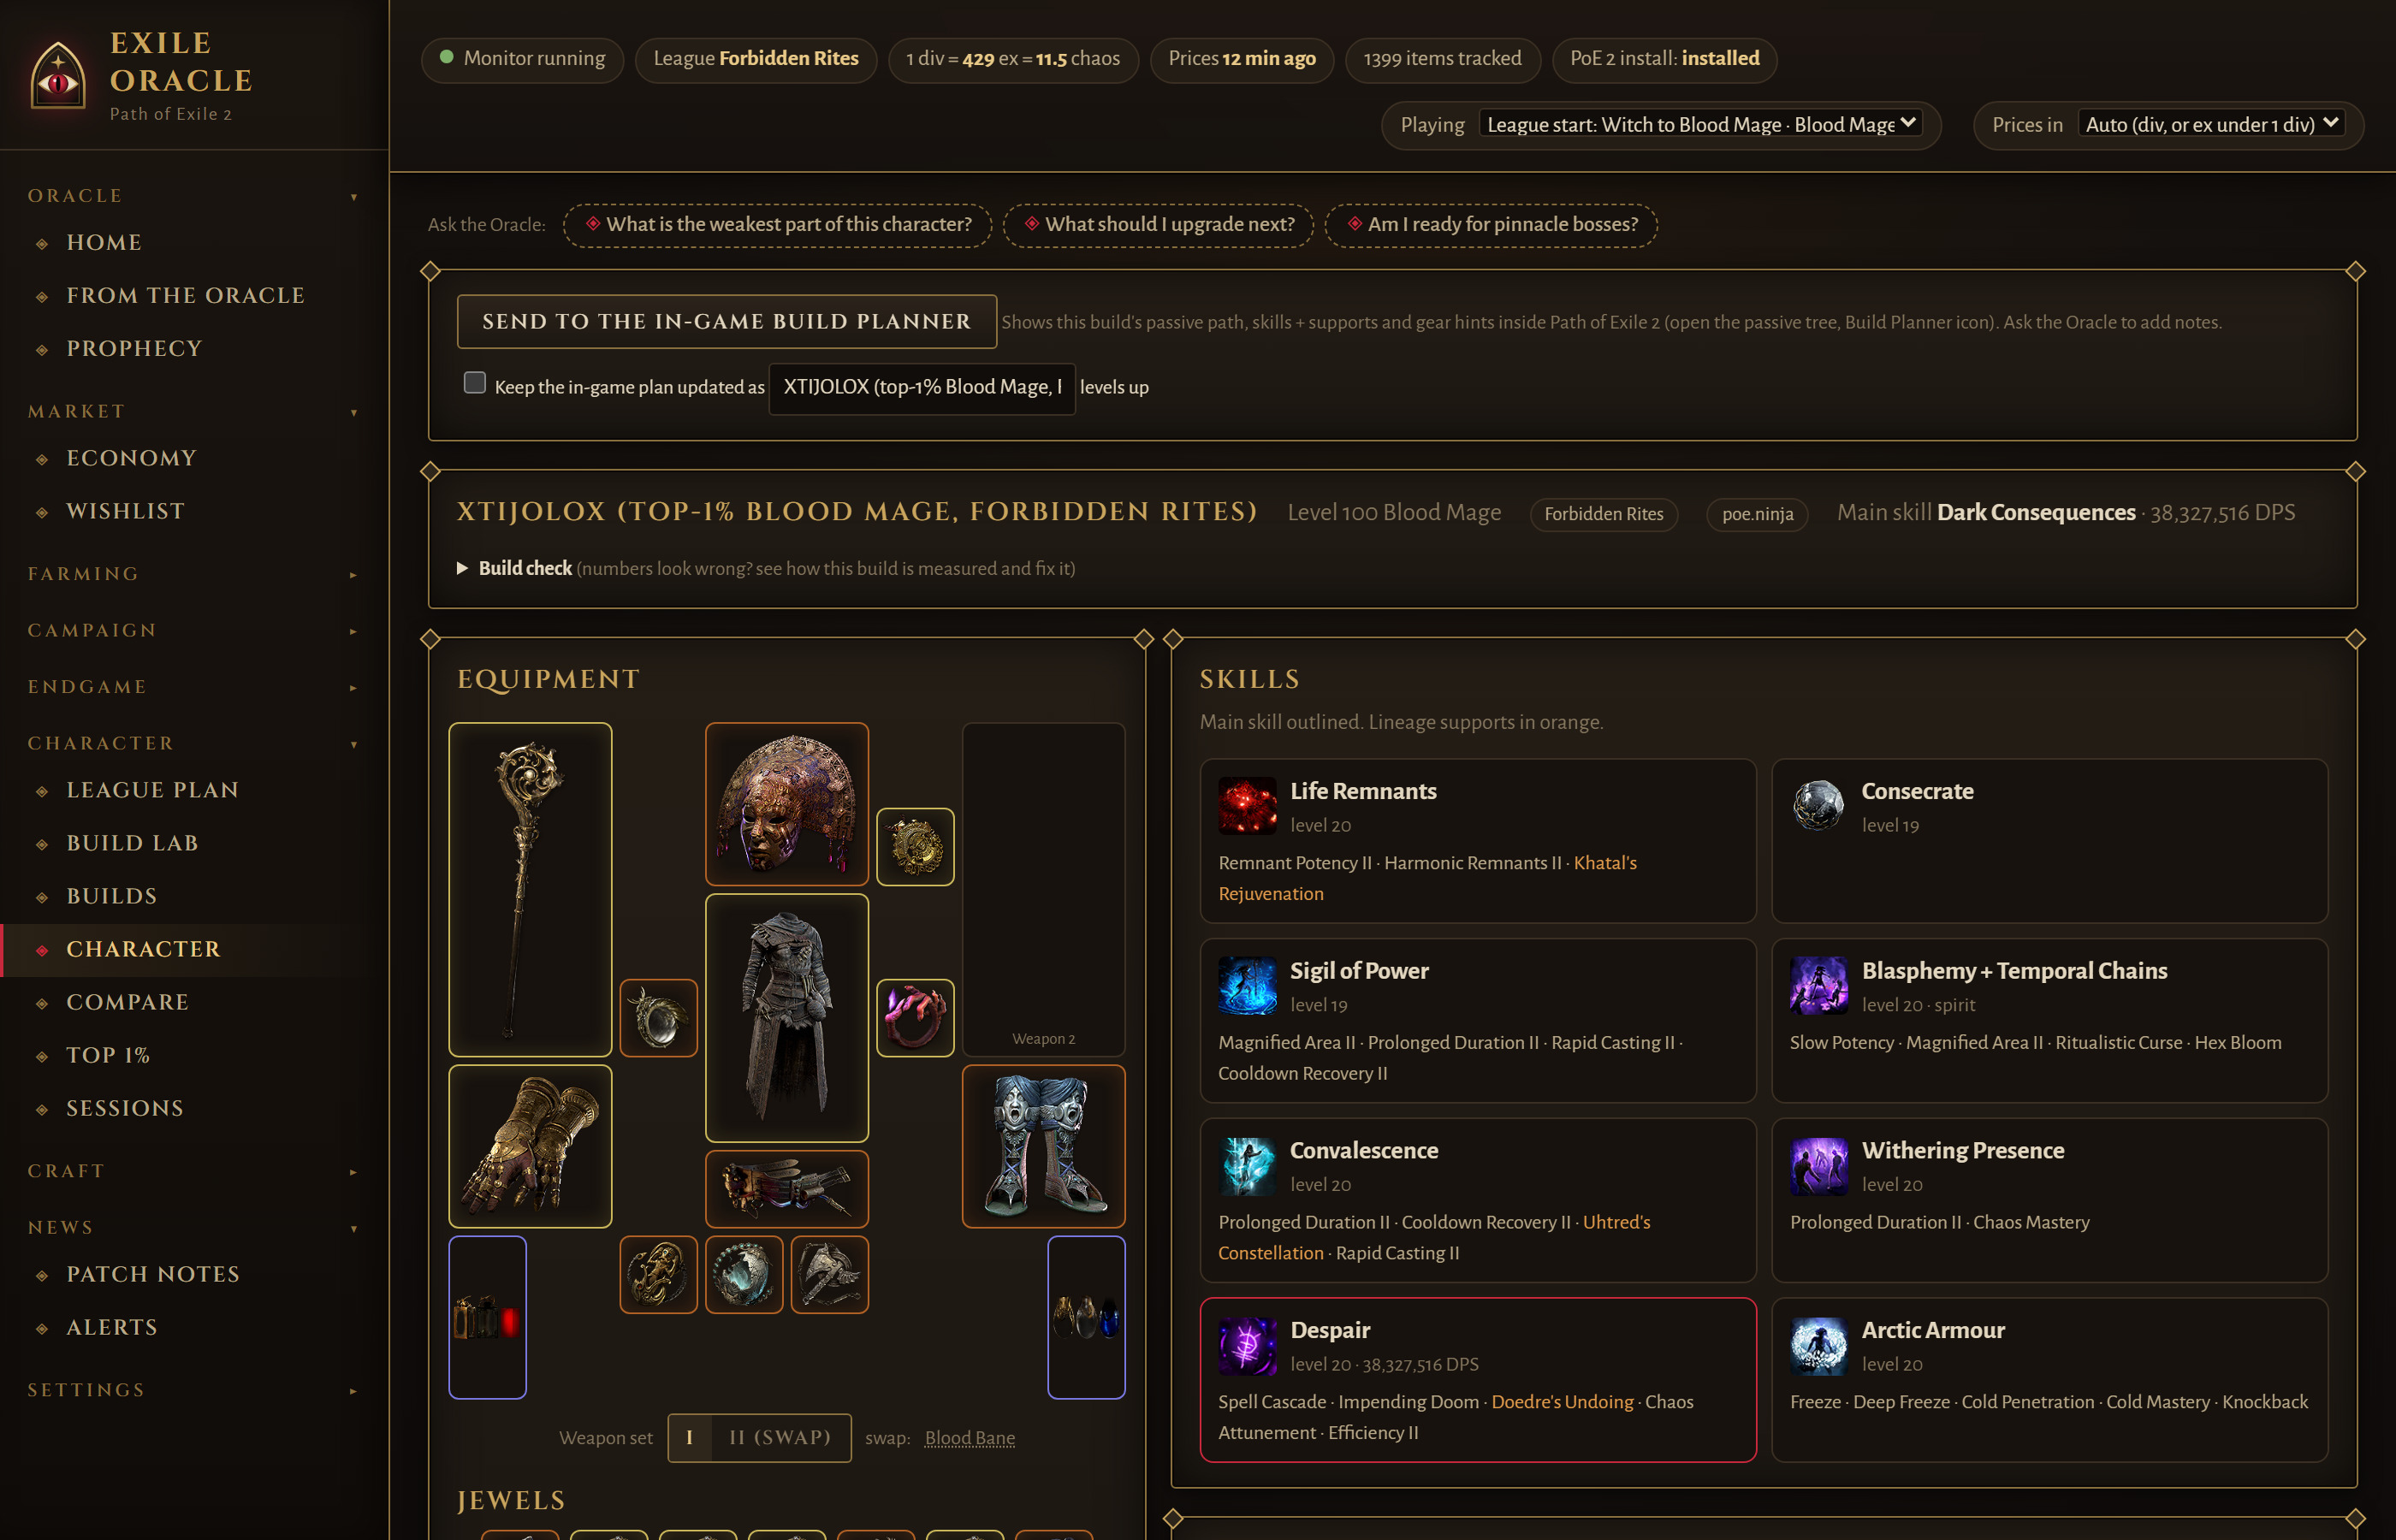 EXILE
ORACLE
Path of Exile 2
ORACLE
HOME
FROM THE ORACLE
PROPHECY
MARKET
ECONOMY
WISHLIST
FARMING
CAMPAIGN
ENDGAME
CHARACTER
LEAGUE PLAN
BUILD LAB
BUILDS
CHARACTER
COMPARE
TOP 1%
SESSIONS
CRAFT
NEWS
PATCH NOTES
ALERTS
SETTINGS
Monitor running
League Forbidden Rites
1 div = 429 ex = 11.5 chaos
Prices 12 min ago
1399 items tracked
PoE 2 install: installed
Playing League start: Witch to Blood Mage · Blood Mage
Prices in Auto (div, or ex under 1 div)
Ask the Oracle:
What is the weakest part of this character?
What should I upgrade next?
Am I ready for pinnacle bosses?
SEND TO THE IN-GAME BUILD PLANNER Shows this build's passive path, skills + supports and gear hints inside Path of Exile 2 (open the passive tree, Build Planner icon). Ask the Oracle to add notes.
Keep the in-game plan updated as XTIJOLOX (top-1% Blood Mage, levels up
XTIJOLOX (TOP-1% BLOOD MAGE, FORBIDDEN RITES) Level 100 Blood Mage Forbidden Rites poe.ninja Main skill Dark Consequences · 38,327,516 DPS
Build check (numbers look wrong? see how this build is measured and fix it)
EQUIPMENT
Weapon 2
Weapon set I II (SWAP) swap: Blood Bane
JEWELS
SKILLS
Main skill outlined. Lineage supports in orange.
Life Remnants
level 20
Remnant Potency II · Harmonic Remnants II · Khatal's
Rejuvenation
Consecrate
level 19
Sigil of Power
level 19
Magnified Area II · Prolonged Duration II · Rapid Casting II ·
Cooldown Recovery II
Blasphemy + Temporal Chains
level 20 · spirit
Slow Potency · Magnified Area II · Ritualistic Curse · Hex Bloom
Convalescence
level 20
Prolonged Duration II · Cooldown Recovery II · Uhtred's
Constellation · Rapid Casting II
Withering Presence
level 20
Prolonged Duration II · Chaos Mastery
Despair
level 20 · 38,327,516 DPS
Spell Cascade · Impending Doom · Doedre's Undoing · Chaos
Attunement · Efficiency II
Arctic Armour
level 20
Freeze · Deep Freeze · Cold Penetration · Cold Mastery · Knockback